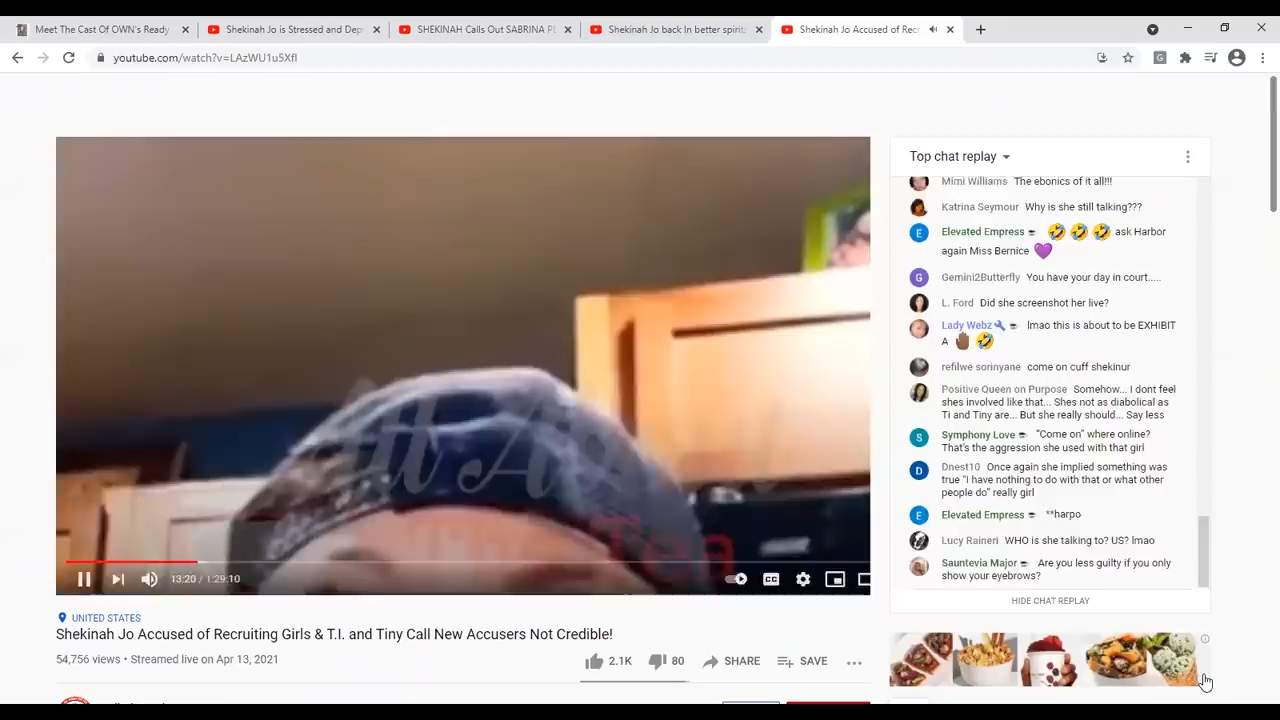 Meet The Cast Of OWN's Ready
Shekinah Jo is Stressed and Dep
SHEKINAH Calls Out SABRINA PE
Shekinah Jo back In better spirits
Shekinah Jo Accused of Recr
youtube.com/watch?v=LAzWU1u5XfI
Top chat replay
Mimi Williams The ebonics of it all!!!
Katrina Seymour Why is she still talking???
Elevated Empress 🤣 🤣 🤣 ask Harbor
again Miss Bernice 💜
Gemini2Butterfly You have your day in court.....
L. Ford Did she screenshot her live?
Lady Webz lmao this is about to be EXHIBIT
A 🤚🏾 🤣
refilwe sorinyane come on cuff shekinur
Positive Queen on Purpose Somehow... I dont feel
shes involved like that... Shes not as diabolical as
Ti and Tiny are... But she really should... Say less
Symphony Love "Come on" where online?
That's the aggression she used with that girl
Dnest10 Once again she implied something was
true "I have nothing to do with that or what other
people do" really girl
Elevated Empress **harpo
Lucy Raineri WHO is she talking to? US? lmao
Sauntevia Major Are you less guilty if you only
show your eyebrows?
HIDE CHAT REPLAY
13:20 / 1:29:10
UNITED STATES
Shekinah Jo Accused of Recruiting Girls & T.I. and Tiny Call New Accusers Not Credible!
54,756 views • Streamed live on Apr 13, 2021
2.1K 80 SHARE SAVE